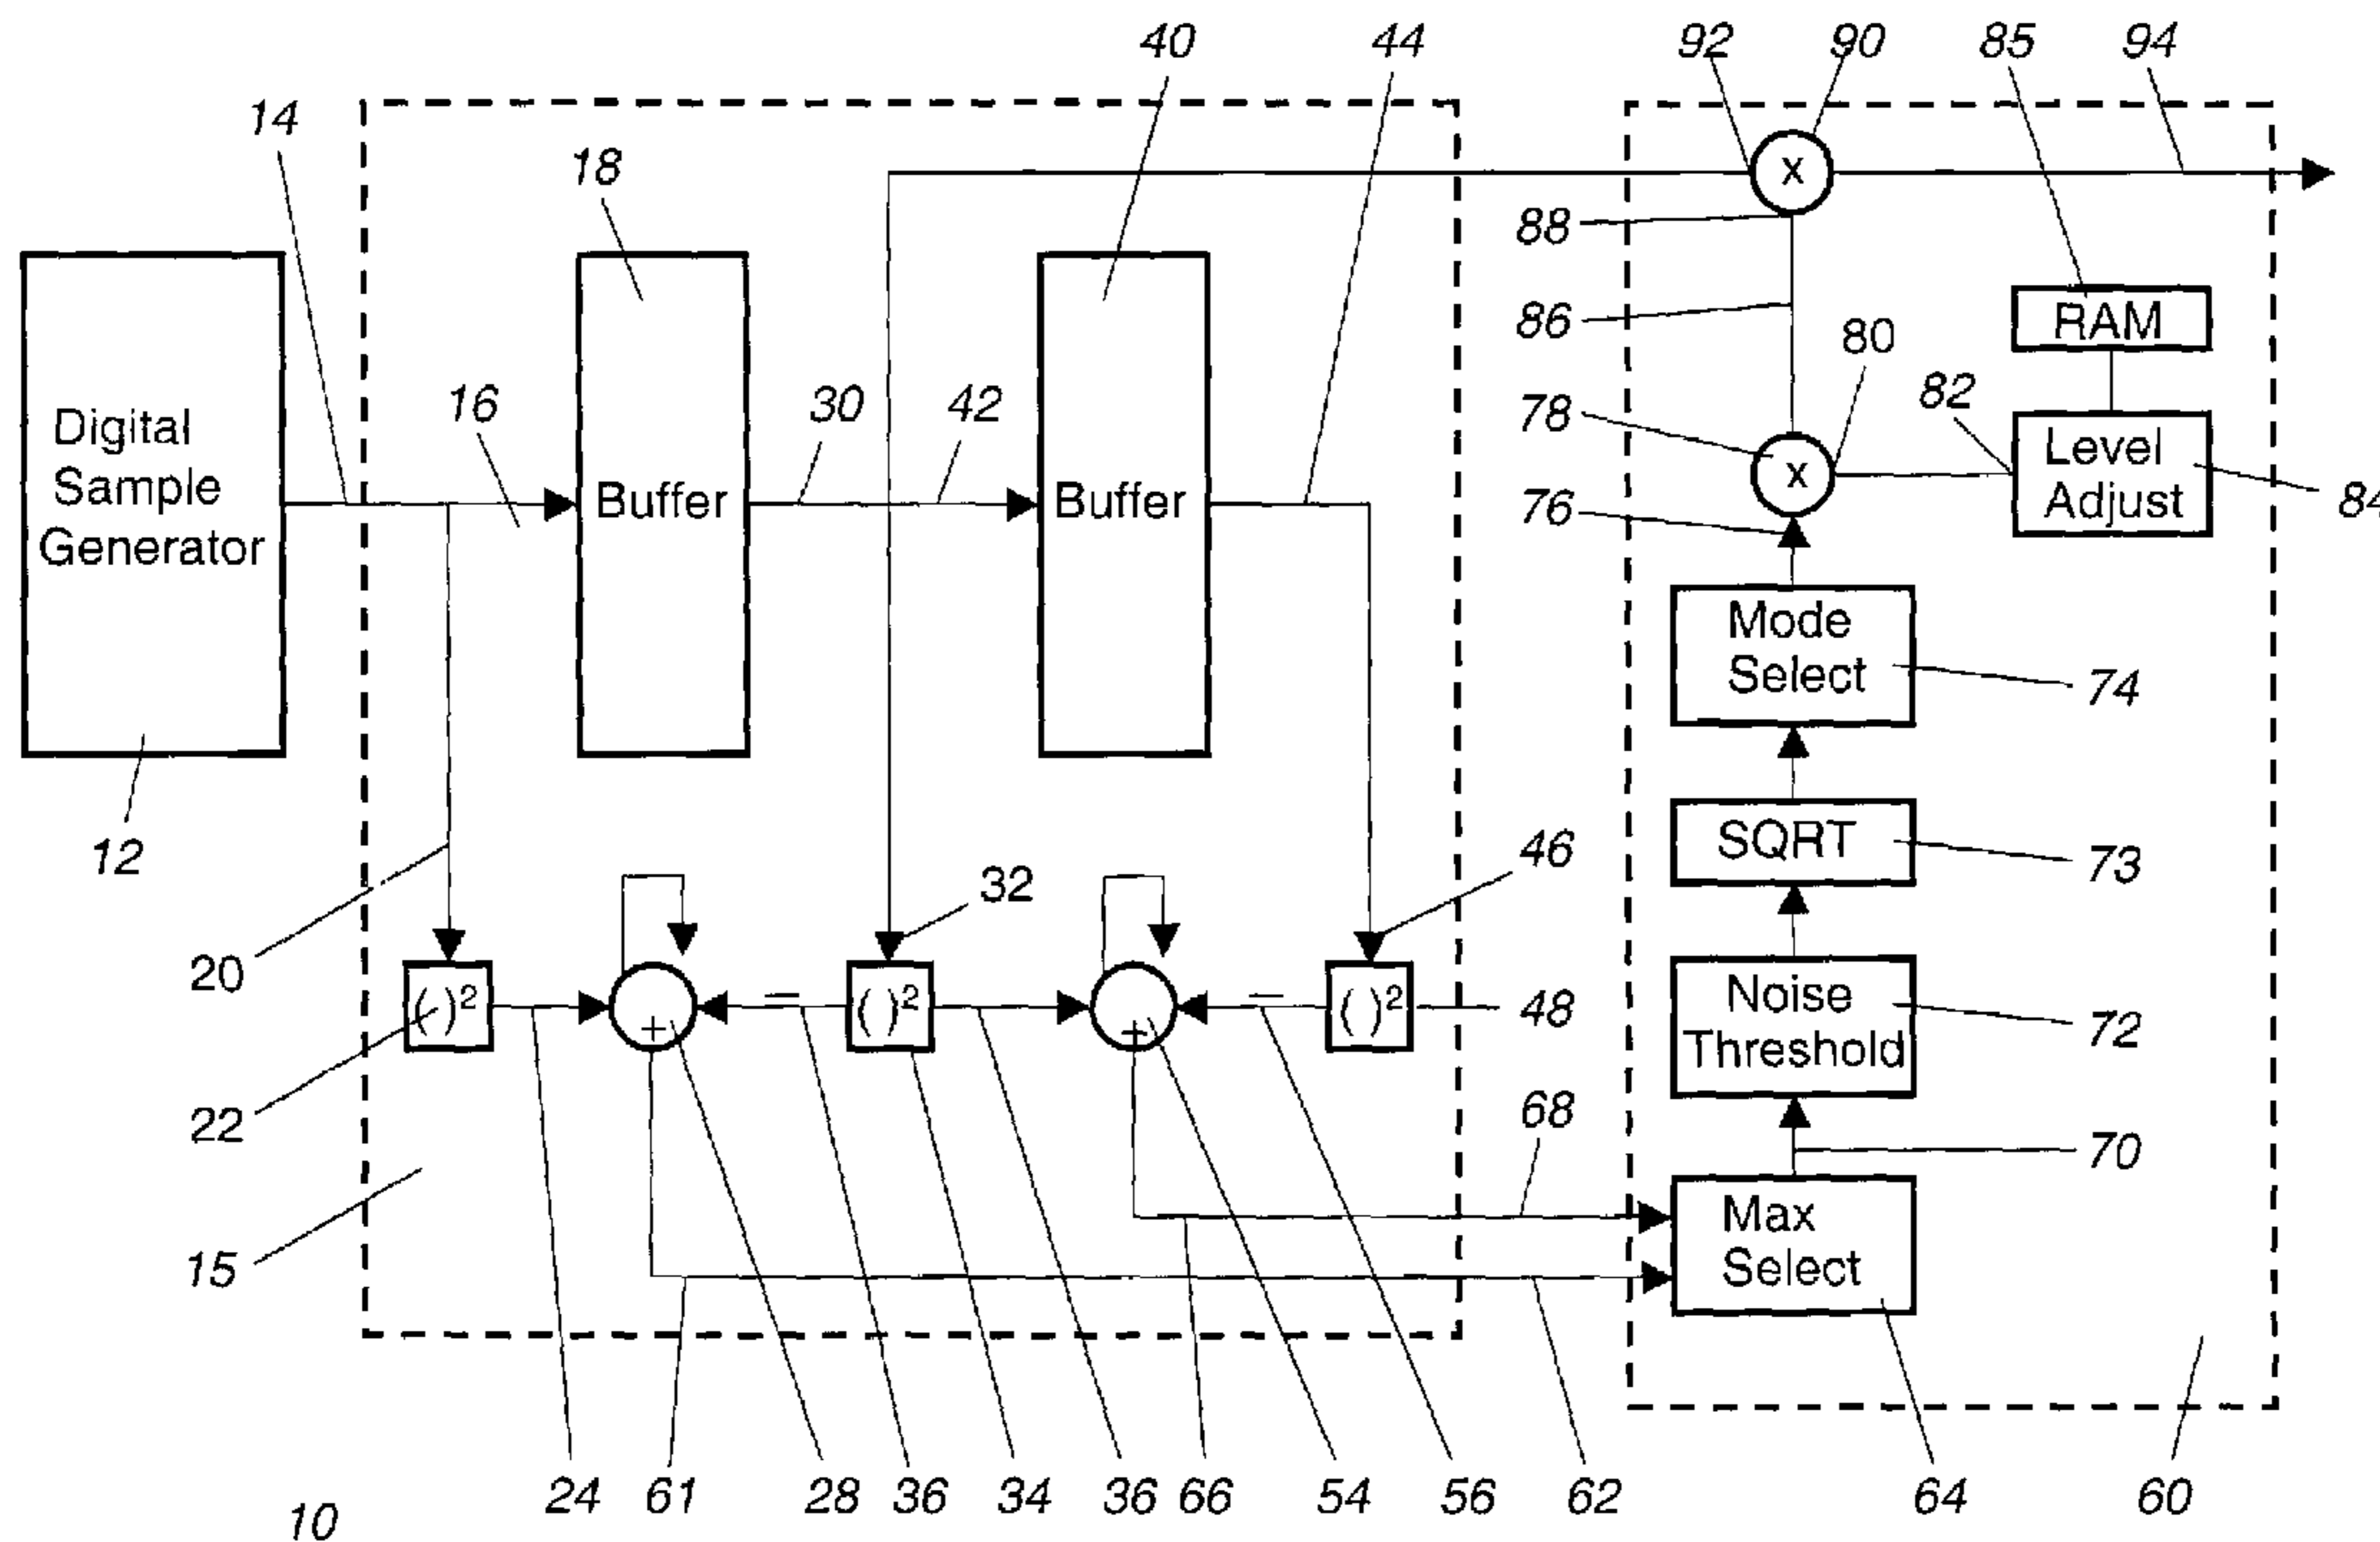 40
44
92
90
85
94
14
18
88
86
RAM
80
16
30
42
78
82
Digital
Sample
Generator
Buffer
Buffer
Level
Adjust
84
76
Mode
Select
74
12
SQRT
73
46
32
20
( )²
+
–
( )²
+
–
( )²
48
Noise
Threshold
72
22
68
70
15
Max
Select
x
x
24
61
28
36
34
36
66
54
56
62
64
60
10